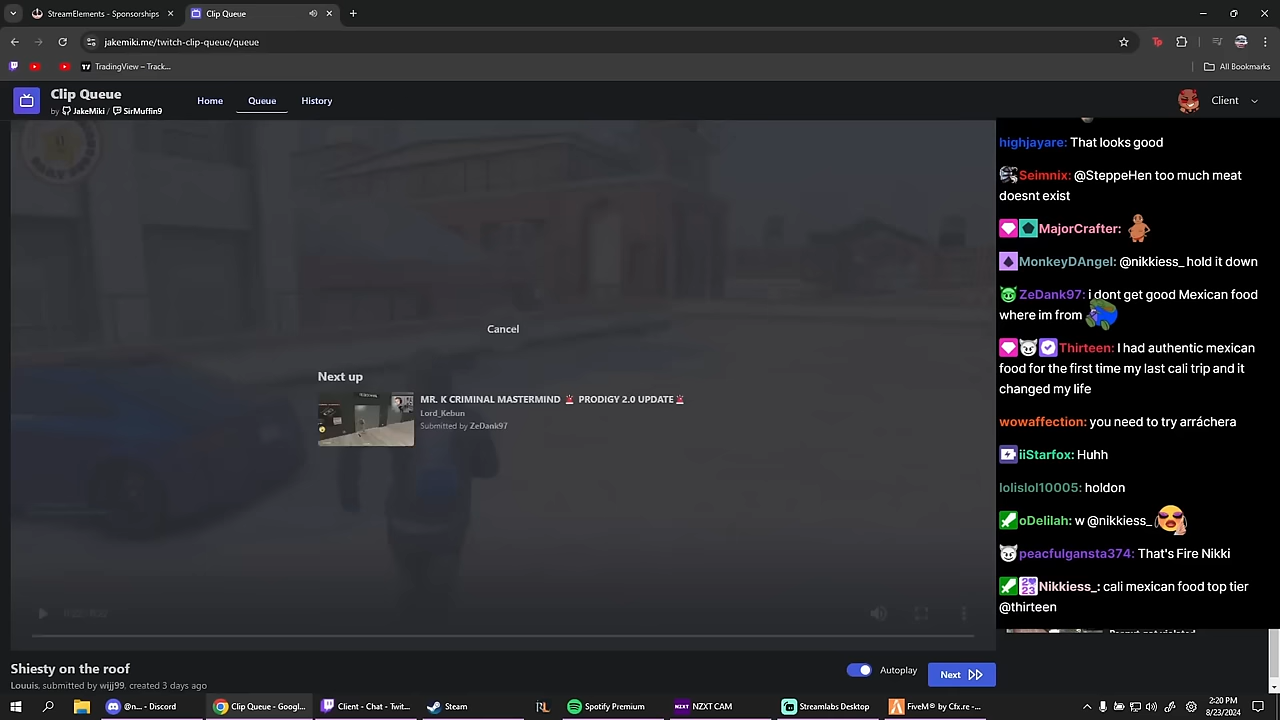 StreamElements - Sponsorships
Clip Queue
jakemiki.me/twitch-clip-queue/queue
TradingView – Track...
All Bookmarks
Clip Queue
by JakeMiki / SirMuffin9
Home
Queue
History
Client
highjayare: That looks good
Seimnix: @SteppeHen too much meat
doesnt exist
MajorCrafter:
MonkeyDAngel: @nikkiess_ hold it down
ZeDank97: i dont get good Mexican food
where im from
Thirteen: I had authentic mexican
food for the first time my last cali trip and it
changed my life
wowaffection: you need to try arráchera
iiStarfox: Huhh
lolislol10005: holdon
oDelilah: w @nikkiess_
peacfulgansta374: That's Fire Nikki
Nikkiess_: cali mexican food top tier
@thirteen
Cancel
Next up
MR. K CRIMINAL MASTERMIND 🚨 PRODIGY 2.0 UPDATE🚨
Lord_Kebun
Submitted by ZeDank97
Shiesty on the roof
Louuis, submitted by wijj99, created 3 days ago
Autoplay
Next
@n... - Discord
Clip Queue - Googl...
Client - Chat - Twit...
Steam
Spotify Premium
NZXT CAM
Streamlabs Desktop
FiveM® by Cfx.re - ...
2:20 PM
8/23/2024